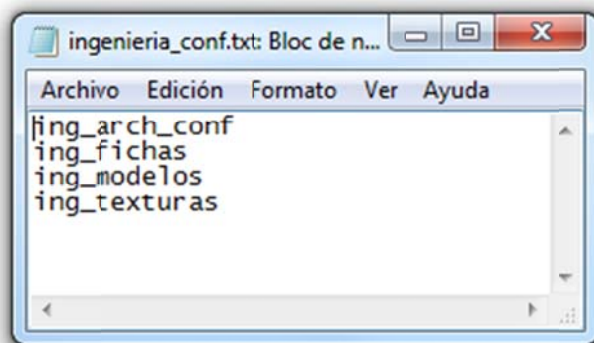 ingenieria_conf.txt: Bloc de n...
Archivo Edición Formato Ver Ayuda
ing_arch_conf
ing_fichas
ing_modelos
ing_texturas